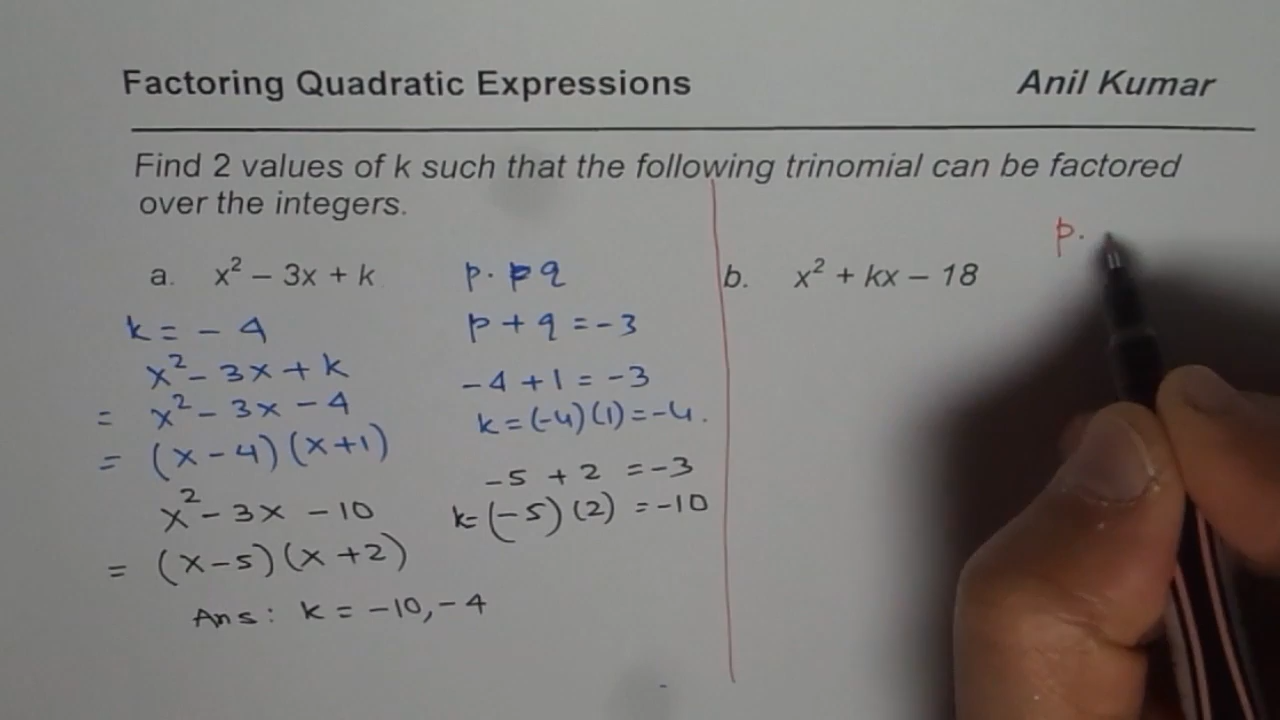 Factoring Quadratic Expressions Anil Kumar
Find 2 values of k such that the following trinomial can be factored
over the integers.
a. x² – 3x + k
p. p q
k = - 4
p + q = -3
x² - 3x + k
-4 + 1 = -3
= x² - 3x - 4
k = (-4)(1) = -4.
= (x - 4)(x + 1)
-5 + 2 = -3
x² - 3x - 10
k= (-5)(2) = -10
= (x-5)(x+2)
Ans: k = -10, -4
b. x² + kx – 18
p.